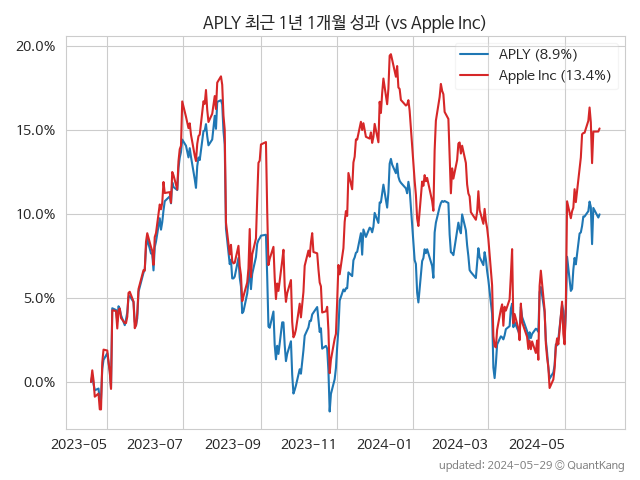 APLY 최근 1년 1개월 성과 (vs Apple Inc)
20.0%
15.0%
10.0%
5.0%
0.0%
APLY (8.9%)
Apple Inc (13.4%)
2023-05 2023-07 2023-09 2023-11 2024-01 2024-03 2024-05
updated: 2024-05-29 © QuantKang